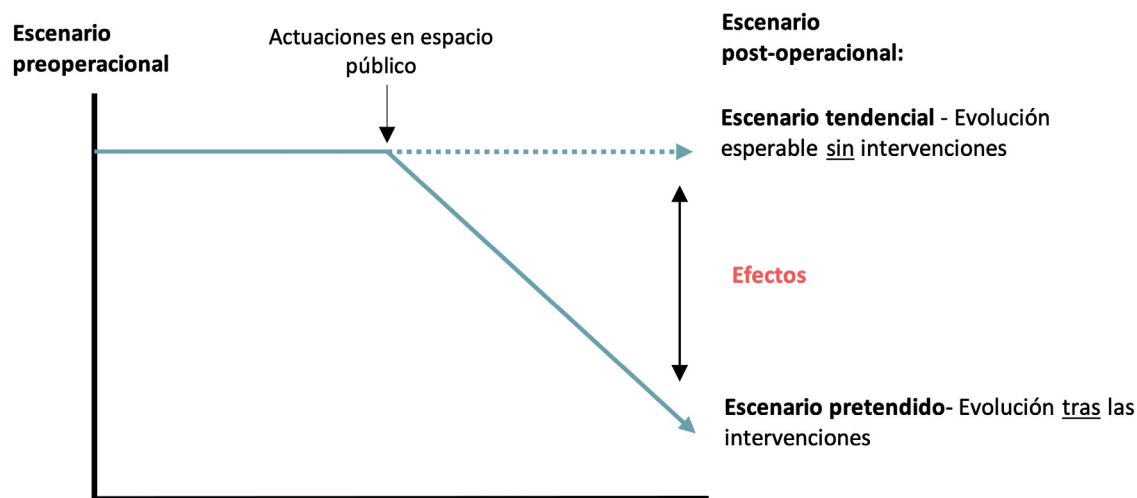 Escenario
preoperacional
Actuaciones en espacio
público
Escenario
post-operacional:
Escenario tendencial - Evolución
esperable sin intervenciones
Efectos
Escenario pretendido- Evolución tras las
intervenciones